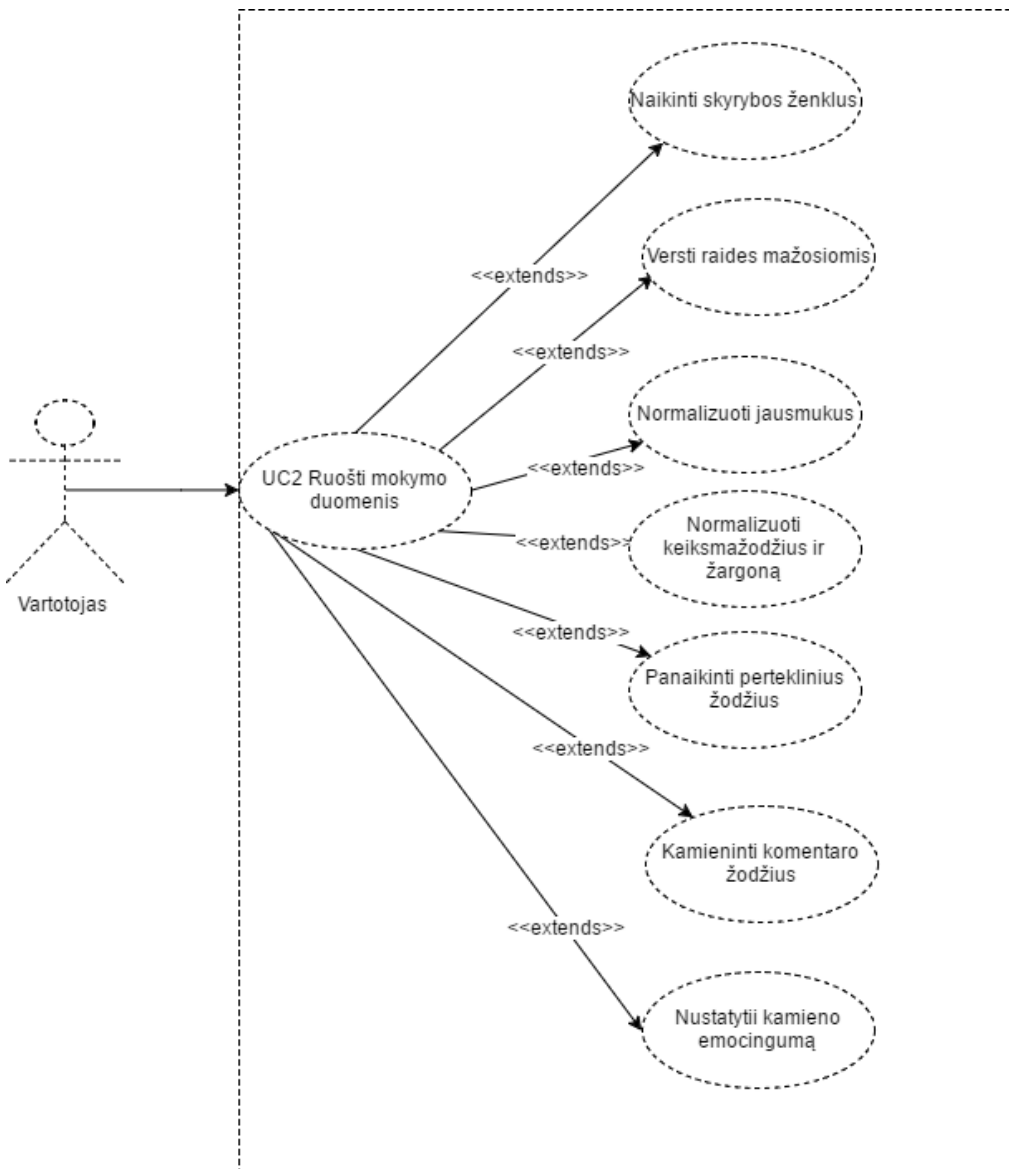 Naikinti skyrybos ženklus
<<extends>>
Versti raides mažosiomis
<<extends>>
Normalizuoti jausmukus
<<extends>>
UC2 Ruošti mokymo
duomenis
Normalizuoti
keiksmažodžius ir
žargoną
<<extends>>
Vartotojas
<<extends>>
Panaikinti perteklinius
žodžius
<<extends>>
Kamieninti komentaro
žodžius
<<extends>>
Nustatytii kamieno
emocingumą